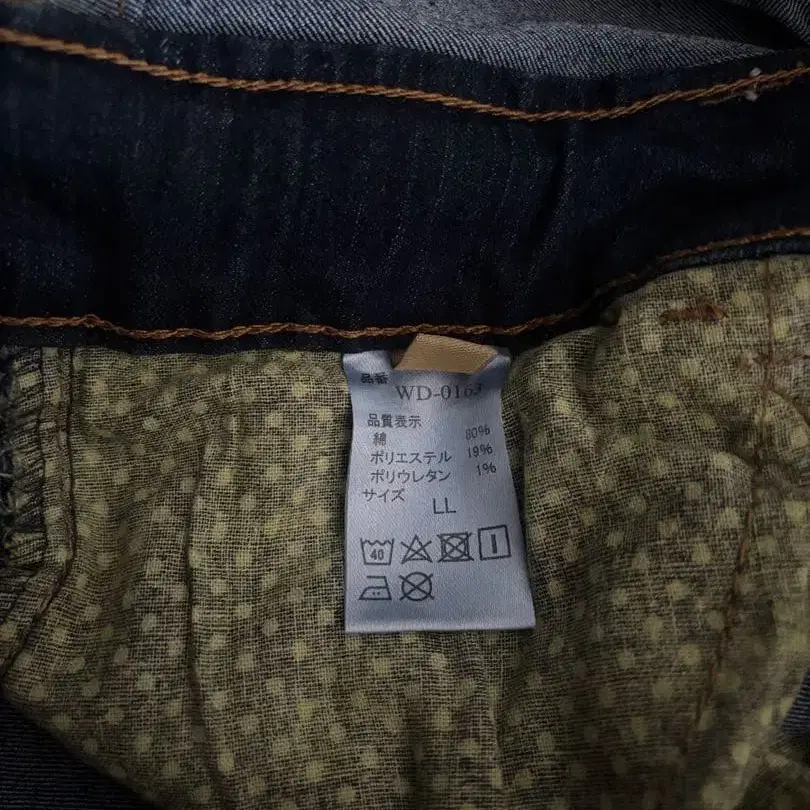 品番
WD-0163
品質表示
綿 80%
ポリエステル 19%
ポリウレタン 1%
サイズ
LL
40